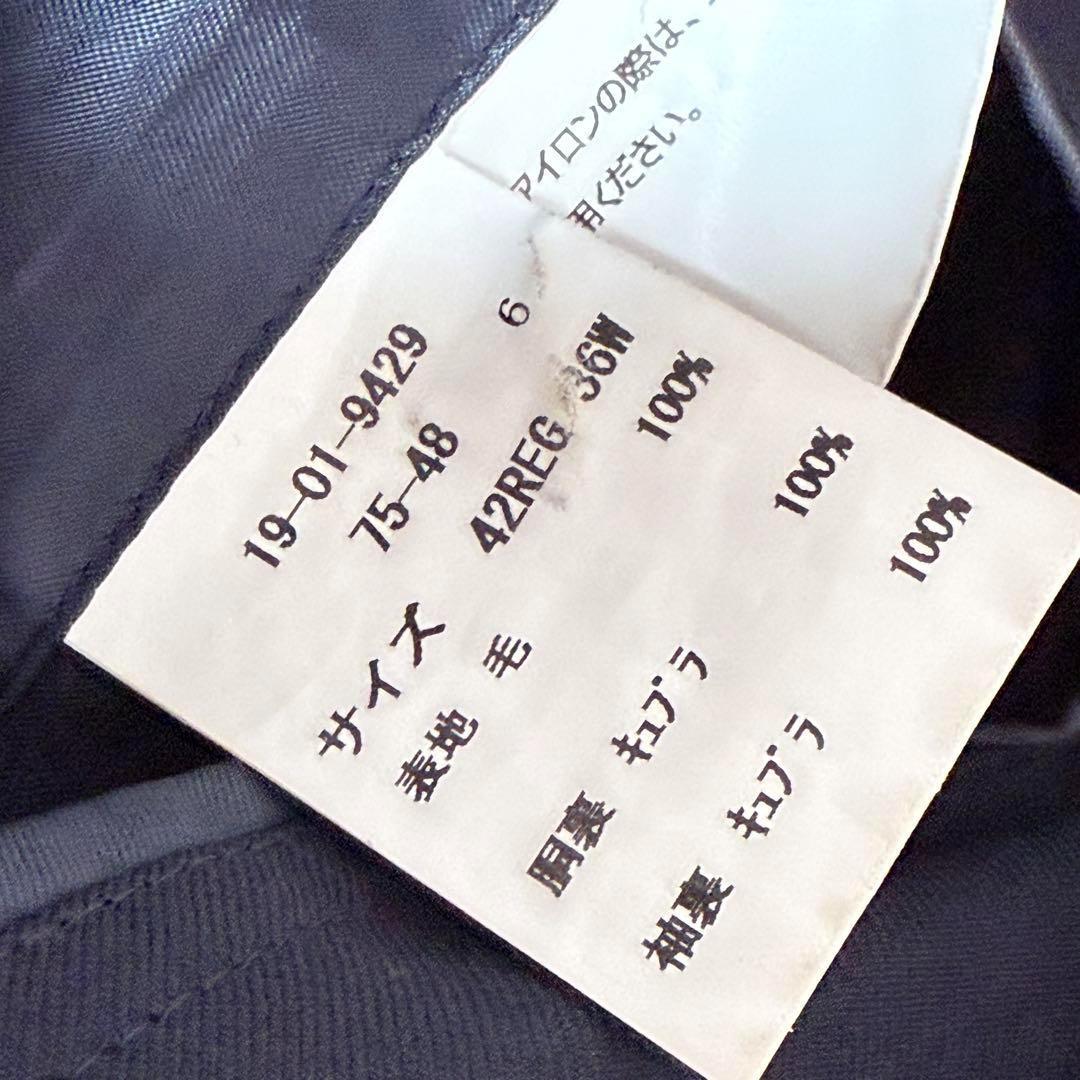 アイロンの際は、
用ください。
6
19-01-9429
75-48
サイズ 42REG 36W
表地 毛 100%
胴裏 キュプラ 100%
袖裏 キュプラ 100%